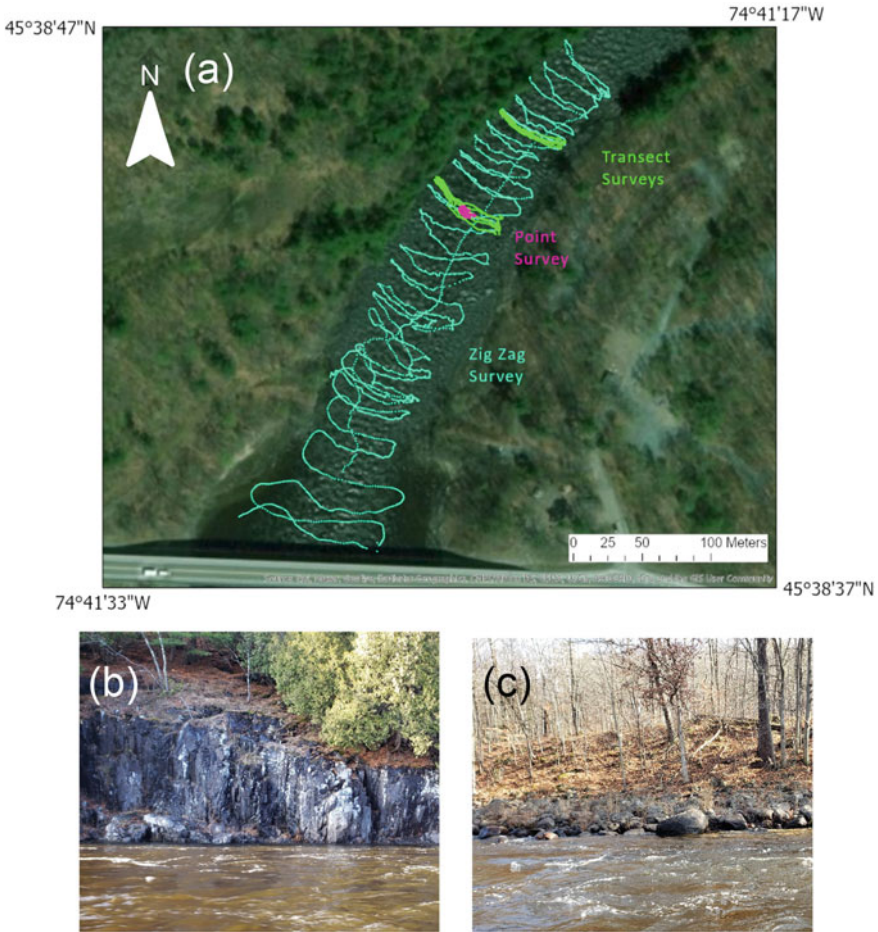 74°41'17"W
45°38'47"N
(a)
N
Transect
Surveys
Point
Survey
Zig Zag
Survey
0 25 50 100 Meters
45°38'37"N
74°41'33"W
(b)
(c)